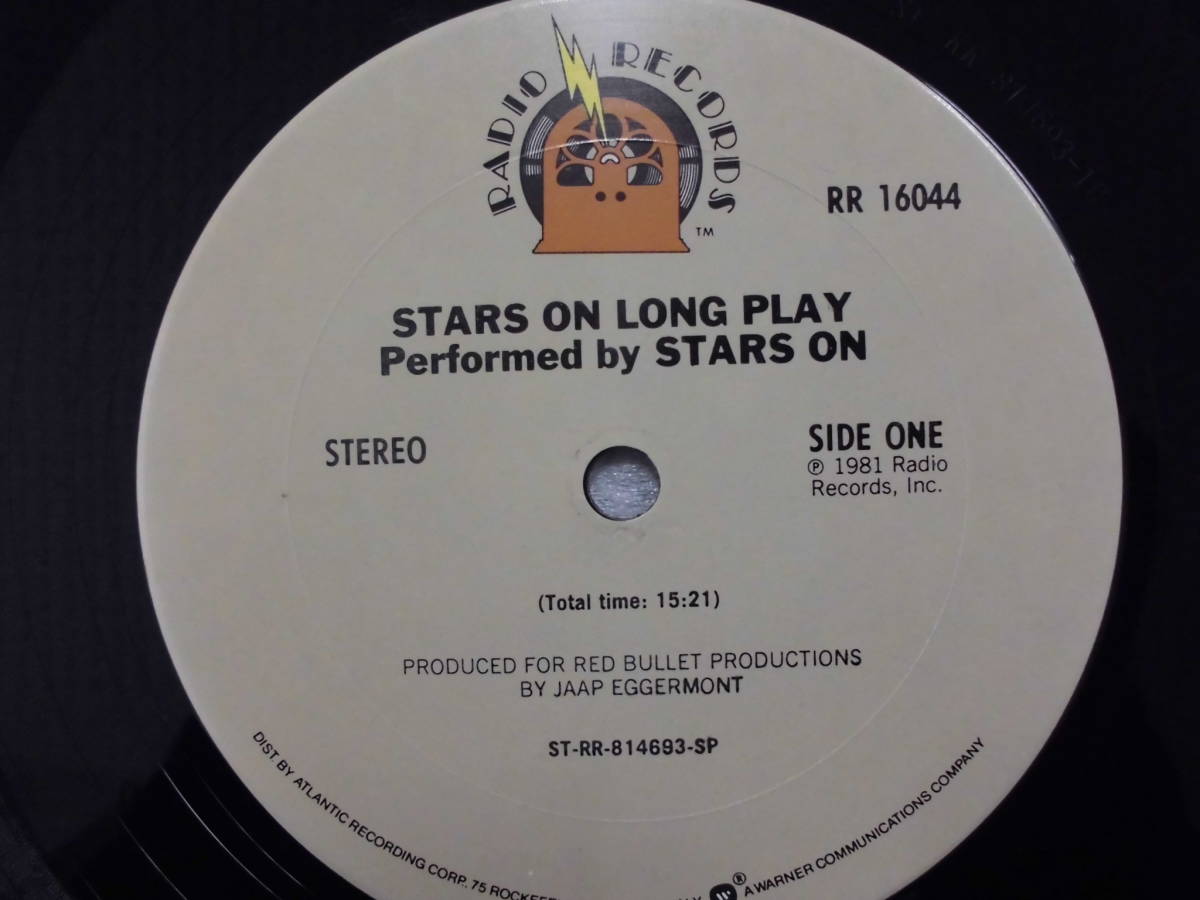 RADIO RECORDS
TM
RR 16044
STARS ON LONG PLAY
Performed by STARS ON
STEREO
SIDE ONE
℗ 1981 Radio
Records, Inc.
(Total time: 15:21)
PRODUCED FOR RED BULLET PRODUCTIONS
BY JAAP EGGERMONT
ST-RR-814693-SP
DIST. BY ATLANTIC RECORDING CORP. 75 ® A WARNER COMMUNICATIONS COMPANY